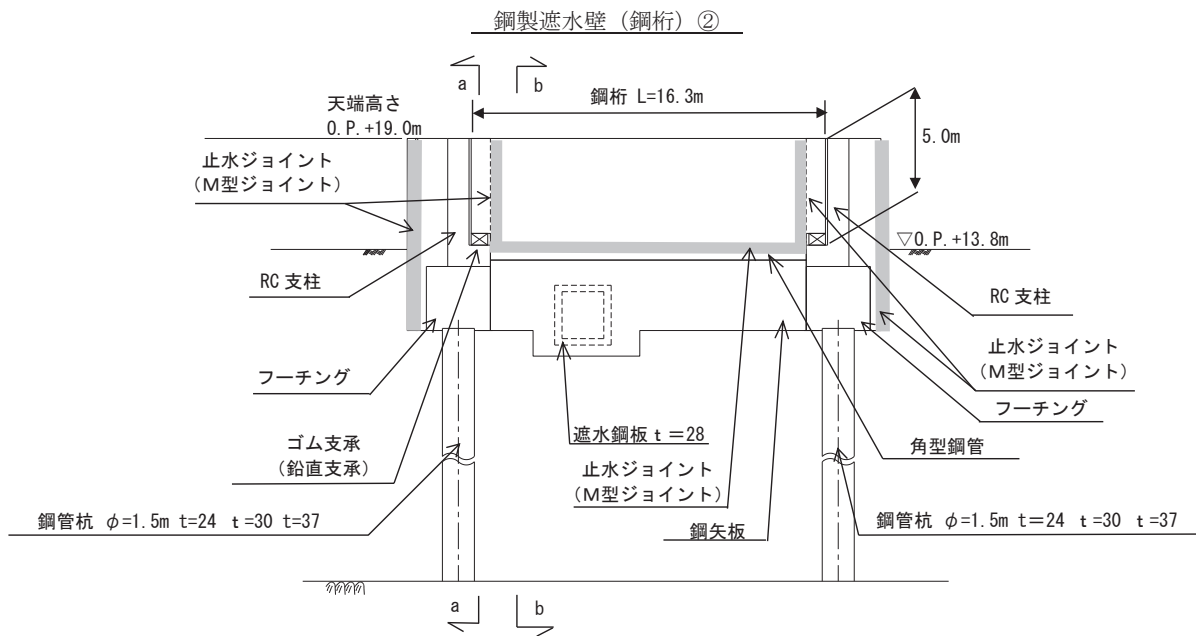 鋼製遮水壁（鋼桁）②
a
b
鋼桁 L=16.3m
天端高さ
O.P.+19.0m
5.0m
止水ジョイント
（M型ジョイント）
▽O.P.+13.8m
RC 支柱
RC 支柱
止水ジョイント
（M型ジョイント）
フーチング
フーチング
遮水鋼板 t＝28
角型鋼管
ゴム支承
（鉛直支承）
止水ジョイント
（M型ジョイント）
鋼管杭 φ=1.5m t=24 t=30 t=37
鋼矢板
鋼管杭 φ=1.5m t=24 t=30 t=37
a
b